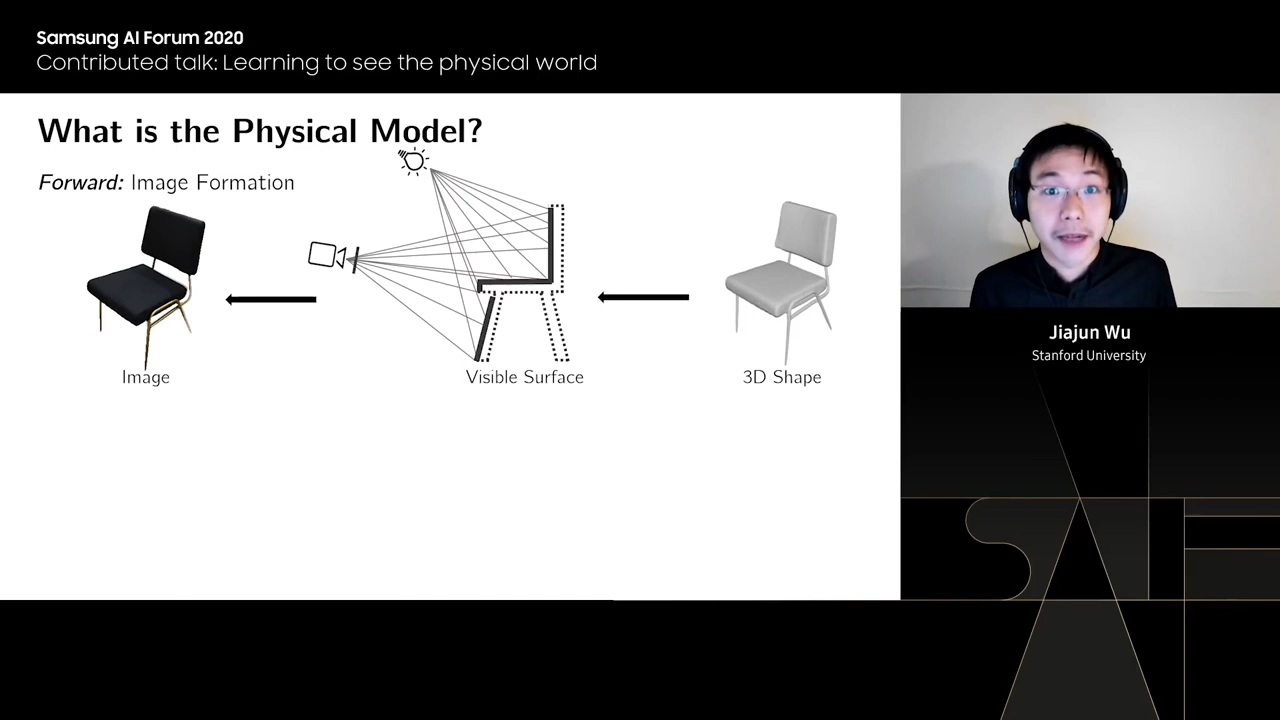 Samsung AI Forum 2020
Contributed talk: Learning to see the physical world
What is the Physical Model?
Forward: Image Formation
Image
Visible Surface
3D Shape
Jiajun Wu
Stanford University